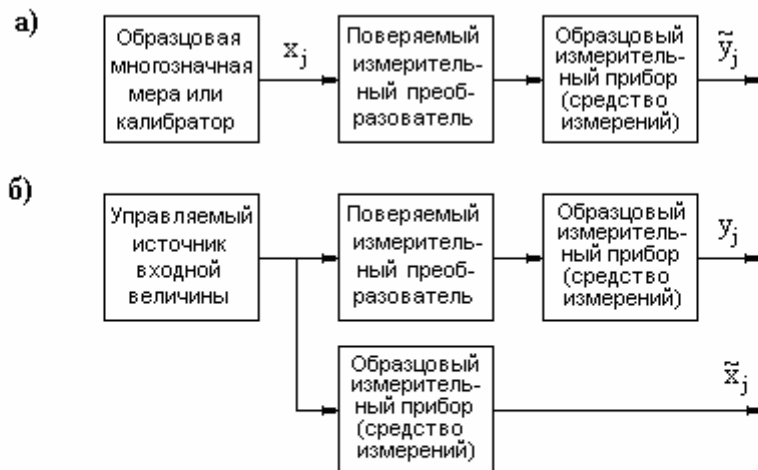 а)
Образцовая
многозначная
мера или
калибратор
x_j
Поверяемый
измеритель-
ный преоб-
разователь
Образцовый
измеритель-
ный прибор
(средство
измерений)
ỹ_j
б)
Управляемый
источник
входной
величины
Поверяемый
измеритель-
ный преоб-
разователь
Образцовый
измеритель-
ный прибор
(средство
измерений)
y_j
Образцовый
измеритель-
ный прибор
(средство
измерений)
x̃_j